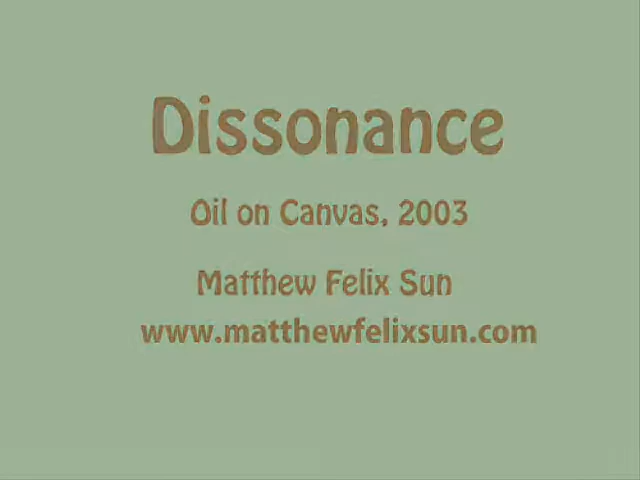 Dissonance
Oil on Canvas, 2003
Matthew Felix Sun
www.matthewfelixsun.com